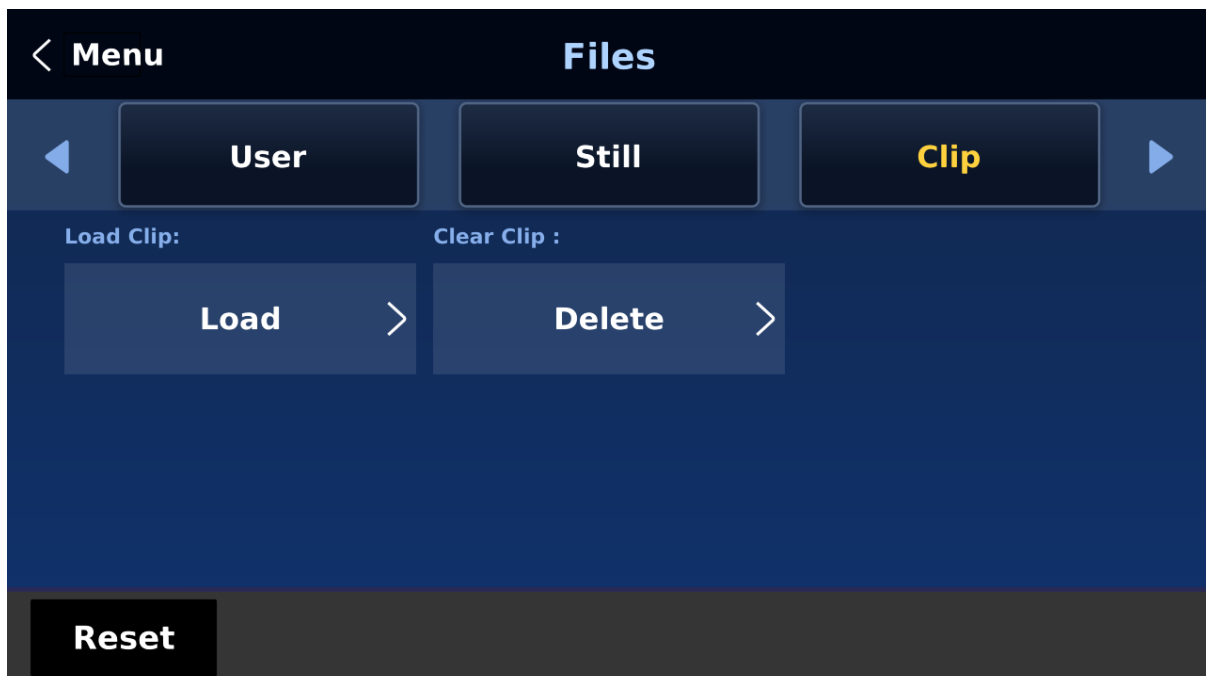 Menu
Files
User
Still
Clip
Load Clip:
Clear Clip :
Load
Delete
Reset